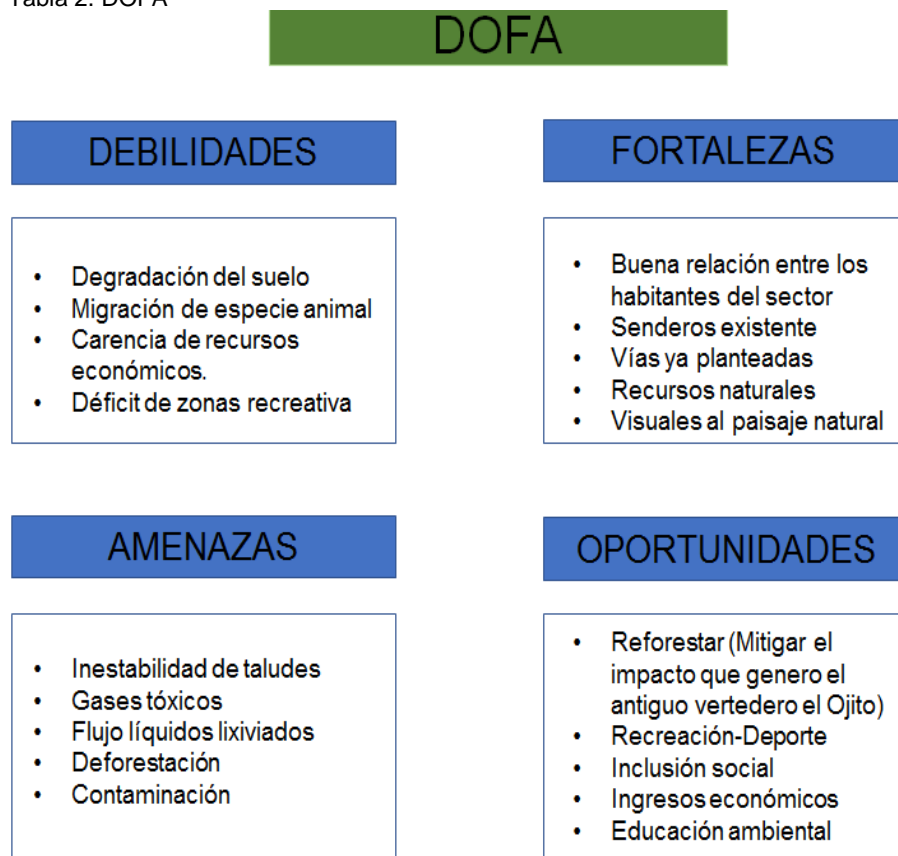 Tabla 2. DOFA
DOFA
DEBILIDADES
• Degradación del suelo
• Migración de especie animal
• Carencia de recursos
económicos.
• Déficit de zonas recreativa
FORTALEZAS
• Buena relación entre los
habitantes del sector
• Senderos existente
• Vías ya planteadas
• Recursos naturales
• Visuales al paisaje natural
AMENAZAS
• Inestabilidad de taludes
• Gases tóxicos
• Flujo líquidos lixiviados
• Deforestación
• Contaminación
OPORTUNIDADES
• Reforestar (Mitigar el
impacto que genero el
antiguo vertedero el Ojito)
• Recreación-Deporte
• Inclusión social
• Ingresos económicos
• Educación ambiental